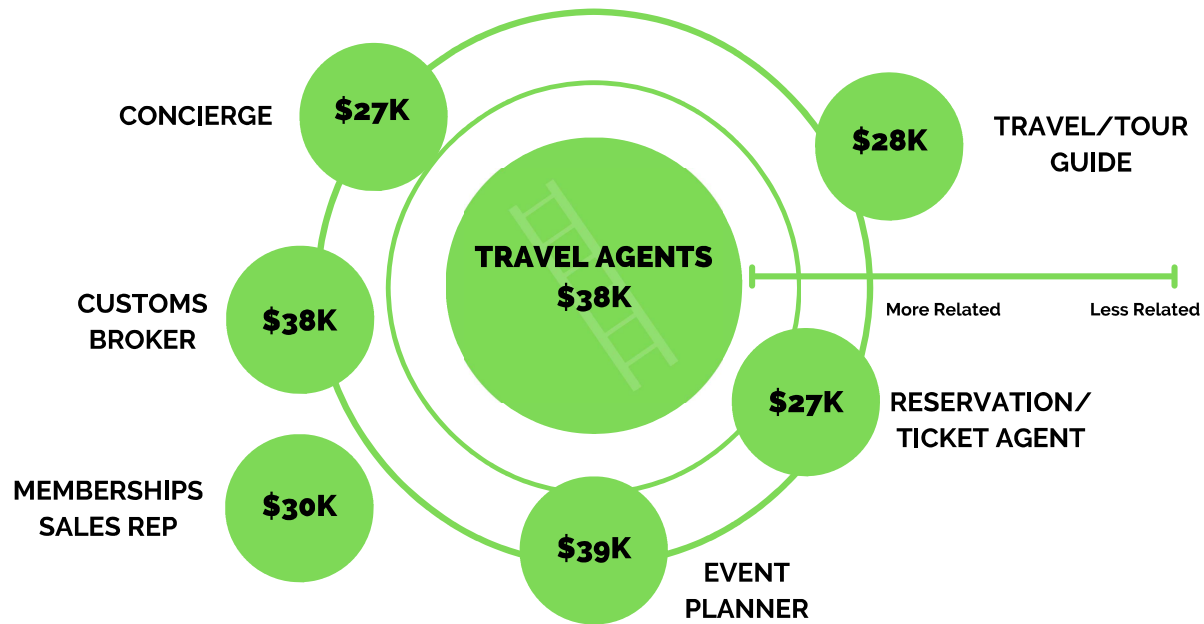 CONCIERGE
$27K
$28K
TRAVEL/TOUR
GUIDE
TRAVEL AGENTS
$38K
CUSTOMS
BROKER
$38K
More Related
Less Related
$27K
RESERVATION/
TICKET AGENT
MEMBERSHIPS
SALES REP
$30K
$39K
EVENT
PLANNER